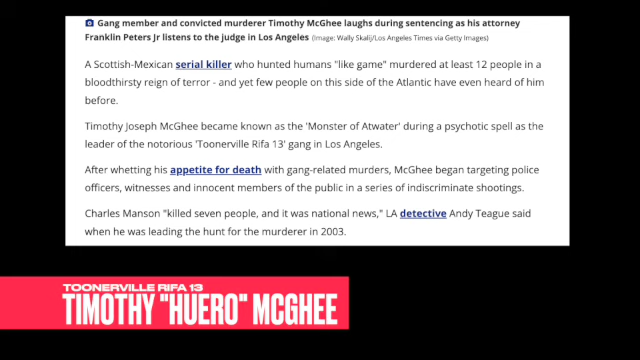 Gang member and convicted murderer Timothy McGhee laughs during sentencing as his attorney
Franklin Peters Jr listens to the judge in Los Angeles (Image: Wally Skalij/Los Angeles Times via Getty Images)
A Scottish-Mexican serial killer who hunted humans "like game" murdered at least 12 people in a
bloodthirsty reign of terror - and yet few people on this side of the Atlantic have even heard of him
before.
Timothy Joseph McGhee became known as the 'Monster of Atwater' during a psychotic spell as the
leader of the notorious 'Toonerville Rifa 13' gang in Los Angeles.
After whetting his appetite for death with gang-related murders, McGhee began targeting police
officers, witnesses and innocent members of the public in a series of indiscriminate shootings.
Charles Manson "killed seven people, and it was national news," LA detective Andy Teague said
when he was leading the hunt for the murderer in 2003.
TOONERVILLE RIFA 13
TIMOTHY "HUERO" MCGHEE